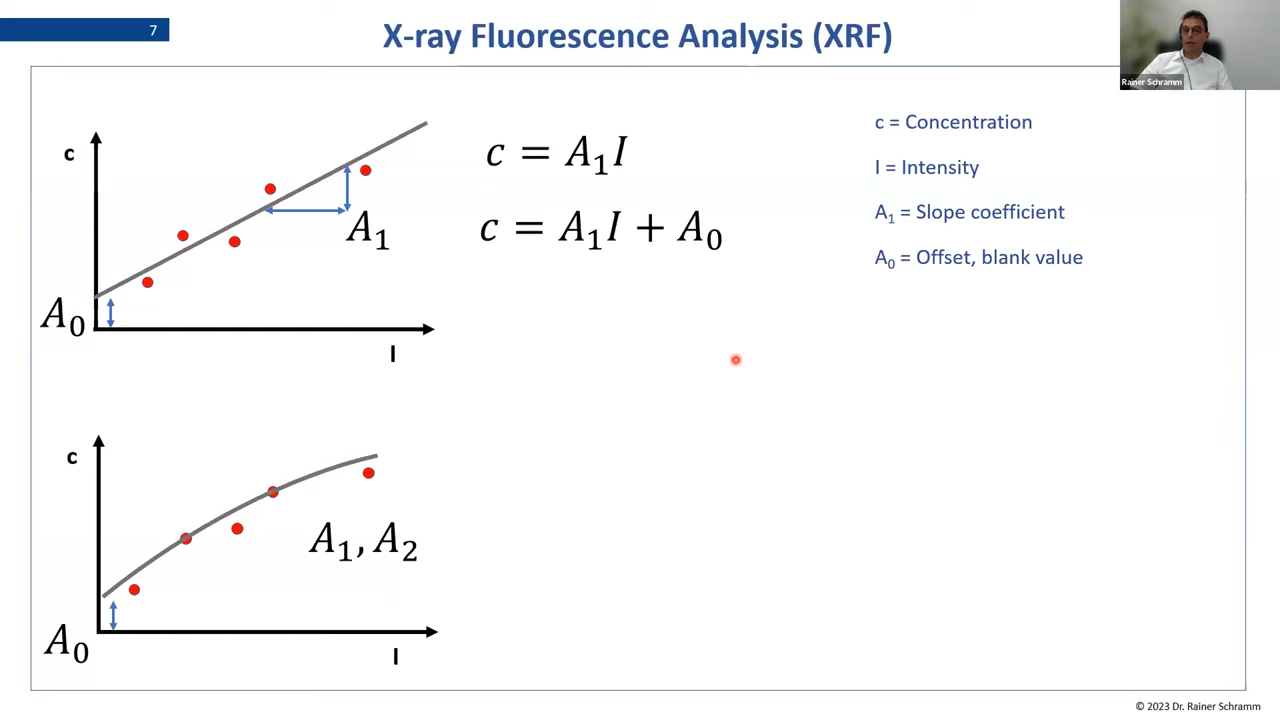 7
X-ray Fluorescence Analysis (XRF)
Rainer Schramm
c
A₁
A₀
I
c = A₁I
c = A₁I + A₀
c = Concentration
I = Intensity
A₁ = Slope coefficient
A₀ = Offset, blank value
c
A₁, A₂
A₀
I
© 2023 Dr. Rainer Schramm